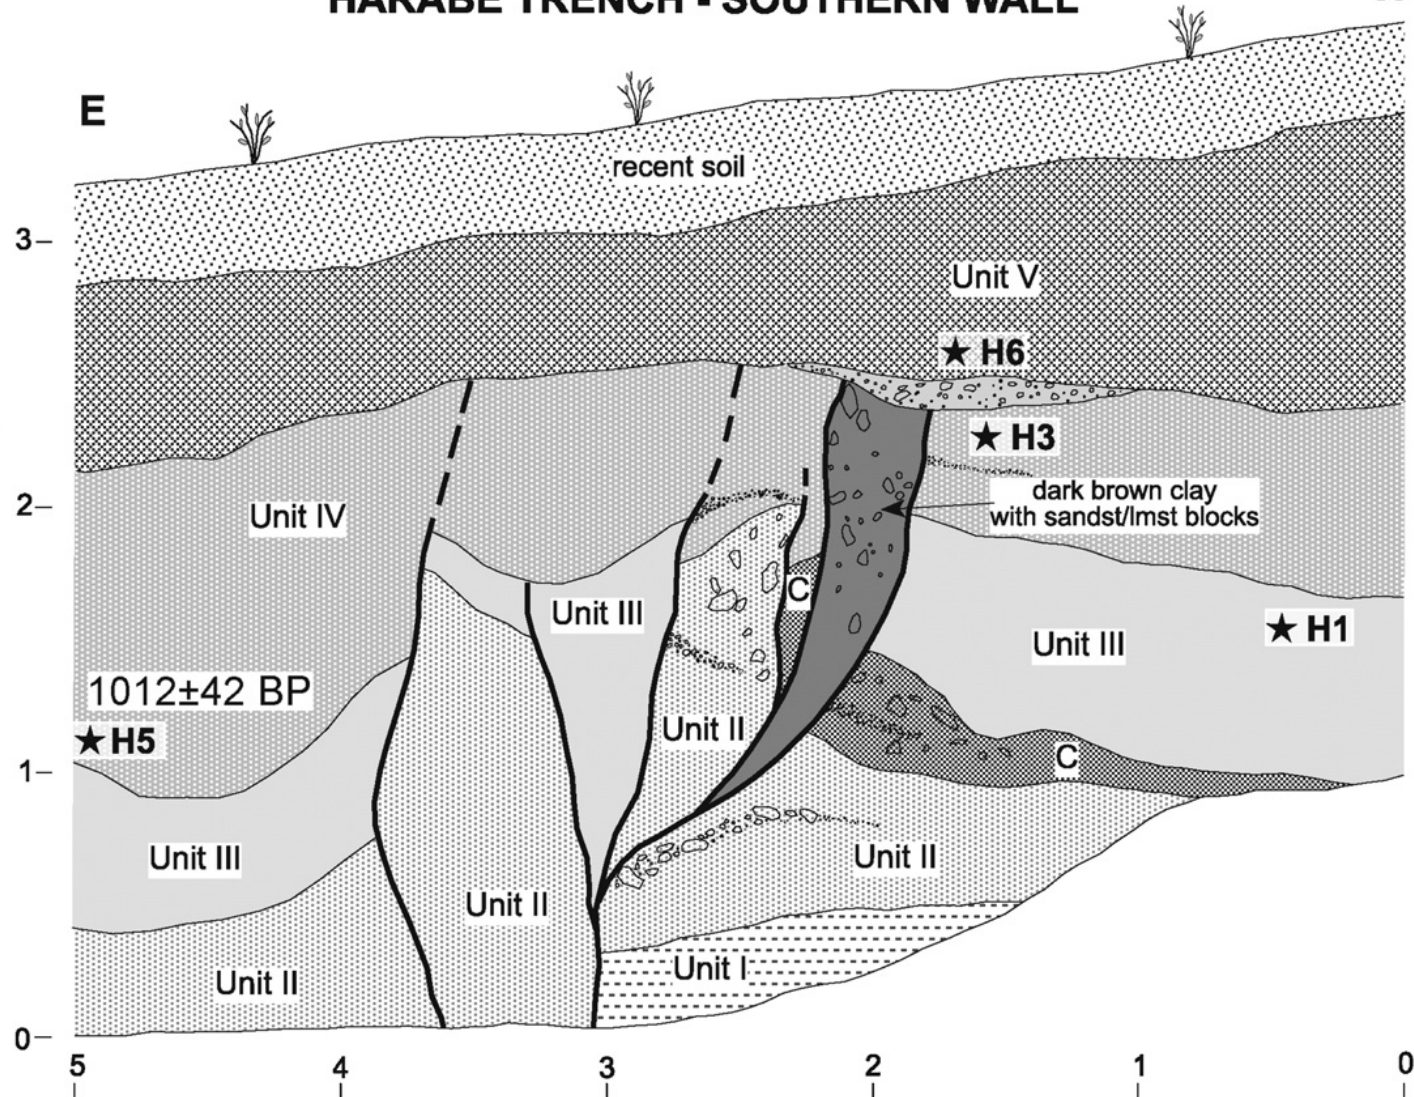 HARABE TRENCH - SOUTHERN WALL
E
recent soil
3
Unit V
H6
H3
dark brown clay
with sandst/lmst blocks
2
Unit IV
C
Unit III
Unit III
H1
1012±42 BP
H5
Unit II
1
C
Unit III
Unit II
Unit II
Unit I
Unit II
0
5 4 3 2 1 0